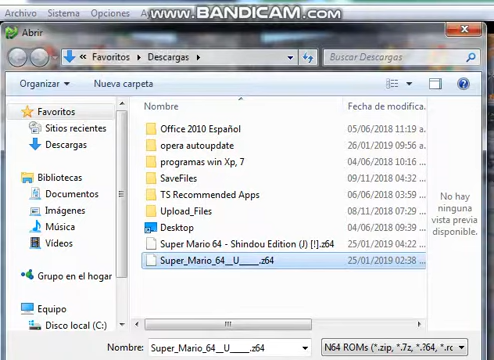 Archivo Sistema Opciones www.BANDICAM.com
Abrir
« Favoritos Descargas Buscar Descargas
Organizar Nueva carpeta
Nombre Fecha de modifica...
Favoritos
Sitios recientes
Descargas
Bibliotecas
Documentos
Imágenes
Música
Vídeos
Grupo en el hogar
Equipo
Disco local (C:)
Office 2010 Español 05/06/2018 11:19 a.
opera autoupdate 26/01/2019 09:56 a..
programas win Xp, 7 04/06/2018 10:16 ...
SaveFiles 09/11/2018 04:32 ...
TS Recommended Apps 06/06/2018 03:59 ...
Upload_Files 08/11/2018 07:29 ...
Desktop 04/06/2018 09:39 ...
Super Mario 64 - Shindou Edition (J) [!].z64 25/01/2019 04:22 ...
Super_Mario_64__U____.z64 25/01/2019 02:38 ...
No hay
ninguna
vista previa
disponible.
Nombre: Super_Mario_64__U____.z64 N64 ROMs (*.zip, *.7z, *.?64, *.rc